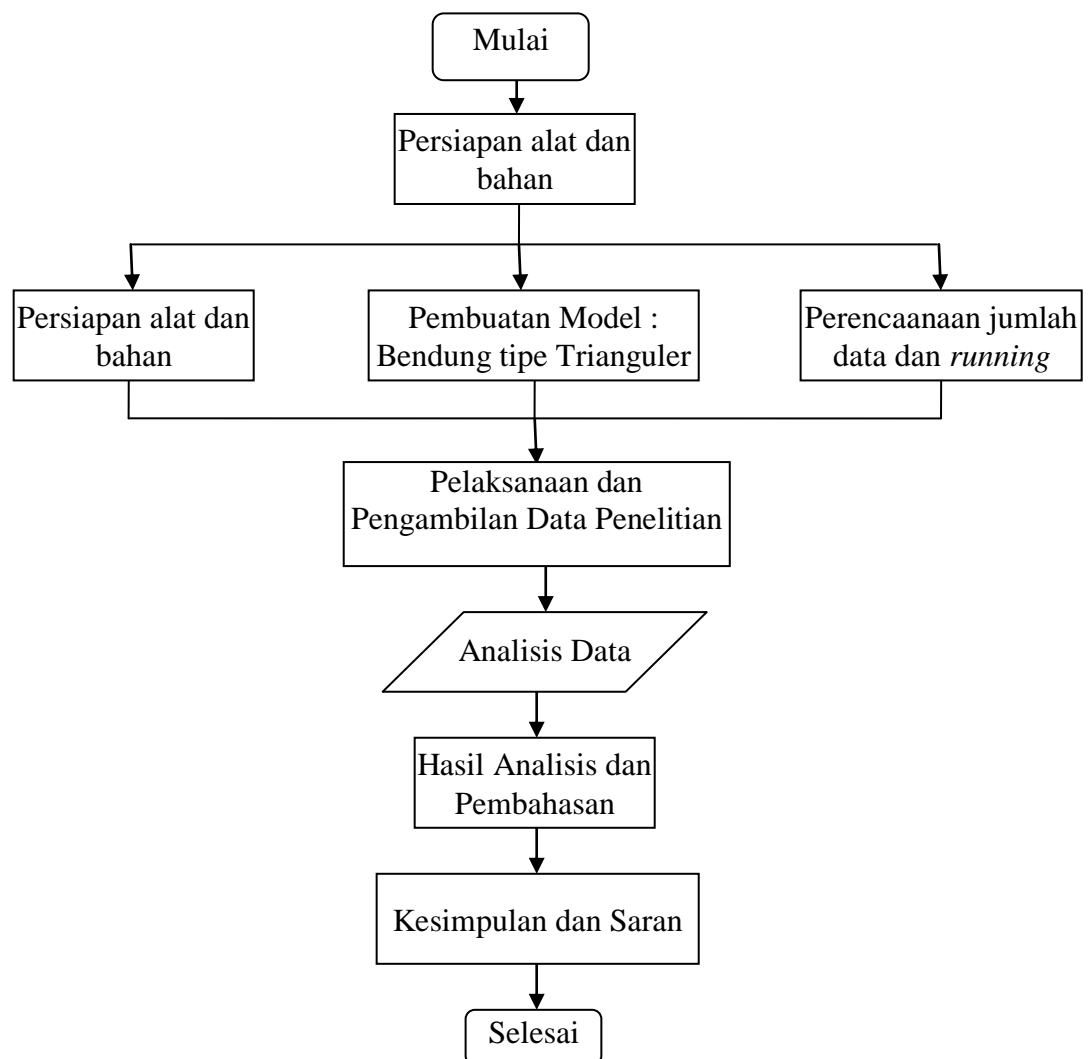 Mulai
Persiapan alat dan
bahan
Persiapan alat dan
bahan
Pembuatan Model :
Bendung tipe Trianguler
Perencaanaan jumlah
data dan running
Pelaksanaan dan
Pengambilan Data Penelitian
Analisis Data
Hasil Analisis dan
Pembahasan
Kesimpulan dan Saran
Selesai